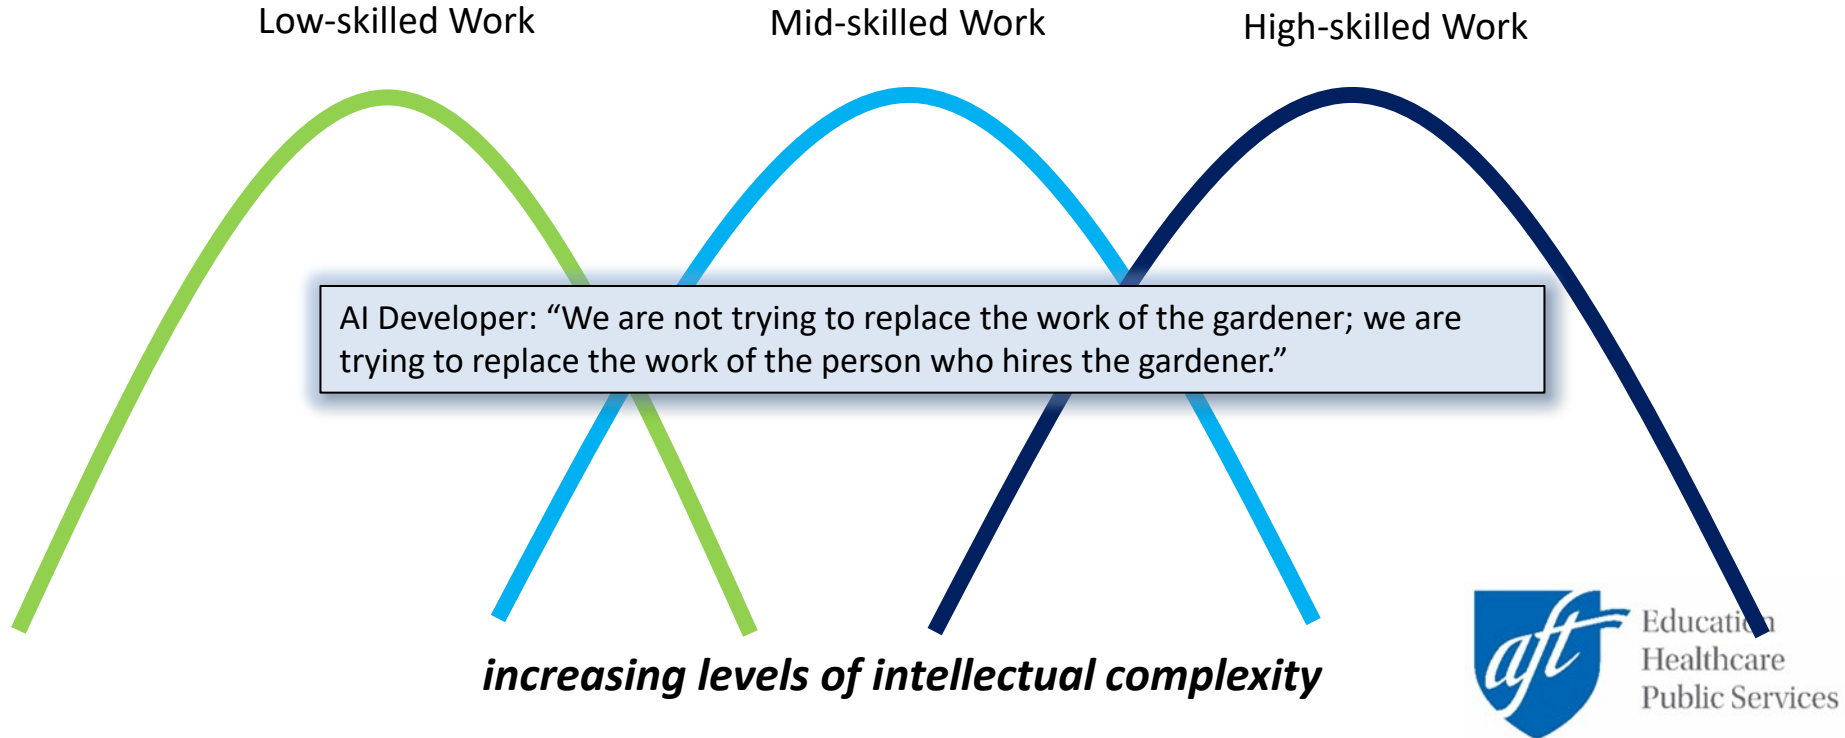 Low-skilled Work
Mid-skilled Work
High-skilled Work
AI Developer: “We are not trying to replace the work of the gardener; we are
trying to replace the work of the person who hires the gardener.”
increasing levels of intellectual complexity
aft
Education
Healthcare
Public Services